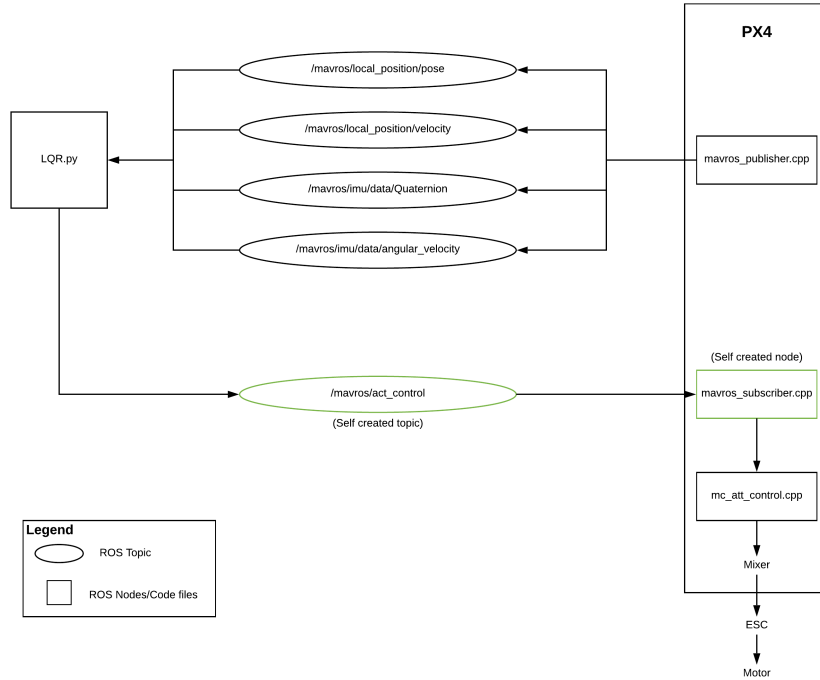 PX4
/mavros/local_position/pose
/mavros/local_position/velocity
LQR.py
mavros_publisher.cpp
/mavros/imu/data/Quaternion
/mavros/imu/data/angular_velocity
(Self created node)
/mavros/act_control
mavros_subscriber.cpp
(Self created topic)
mc_att_control.cpp
Legend
ROS Topic
ROS Nodes/Code files
Mixer
ESC
Motor